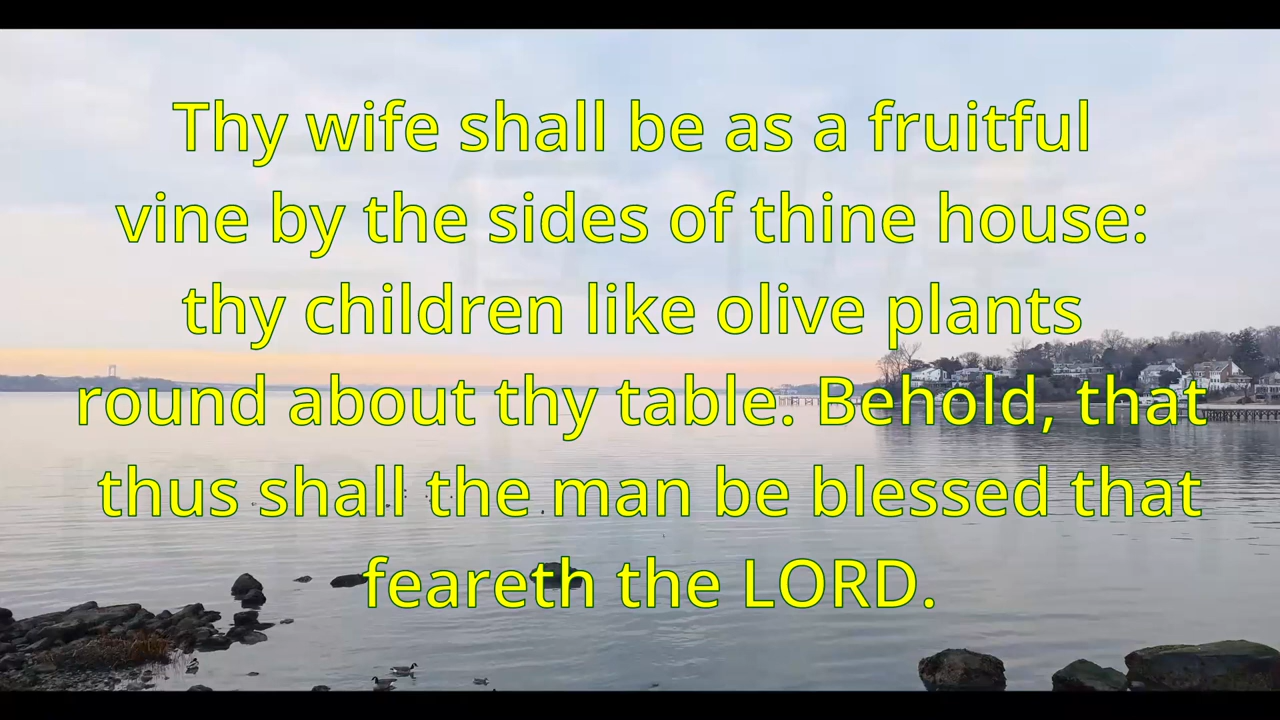 Thy wife shall be as a fruitful
vine by the sides of thine house:
thy children like olive plants
round about thy table. Behold, that
thus shall the man be blessed that
feareth the LORD.